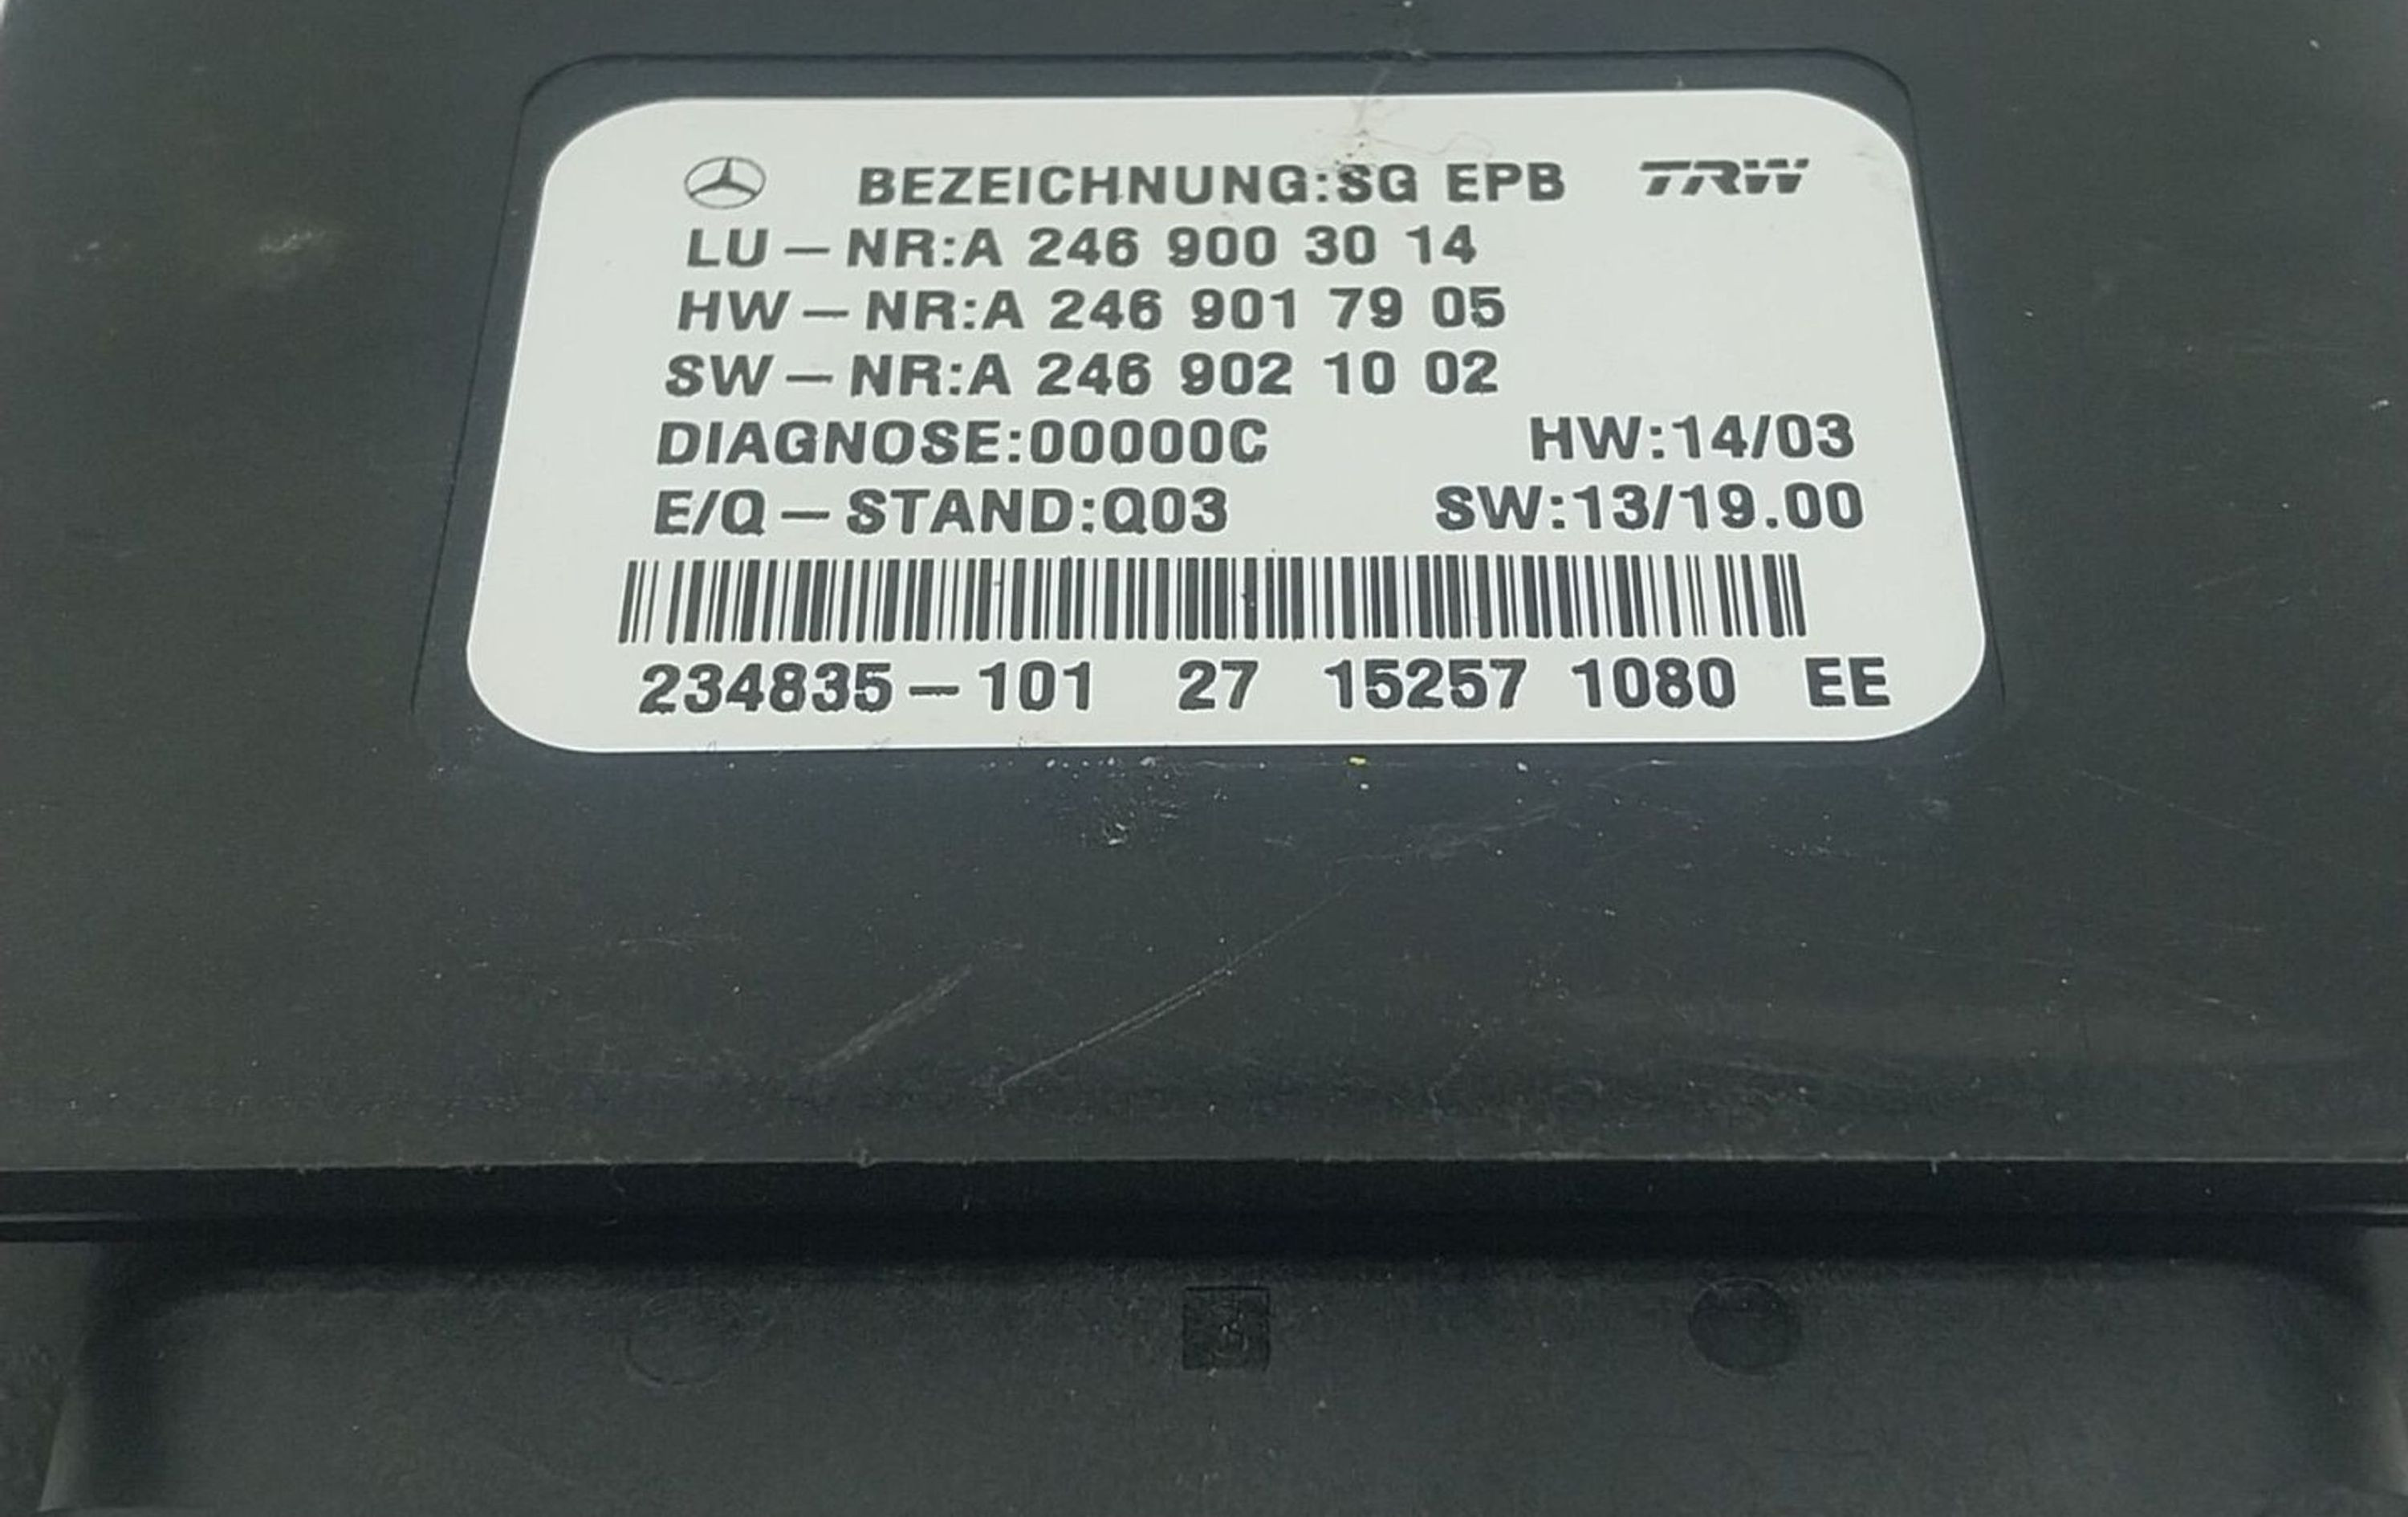 BEZEICHNUNG:SG EPB TRW
LU-NR:A 246 900 30 14
HW-NR:A 246 901 79 05
SW-NR:A 246 902 10 02
DIAGNOSE:00000C HW:14/03
E/Q-STAND:Q03 SW:13/19.00
234835-101 27 15257 1080 EE